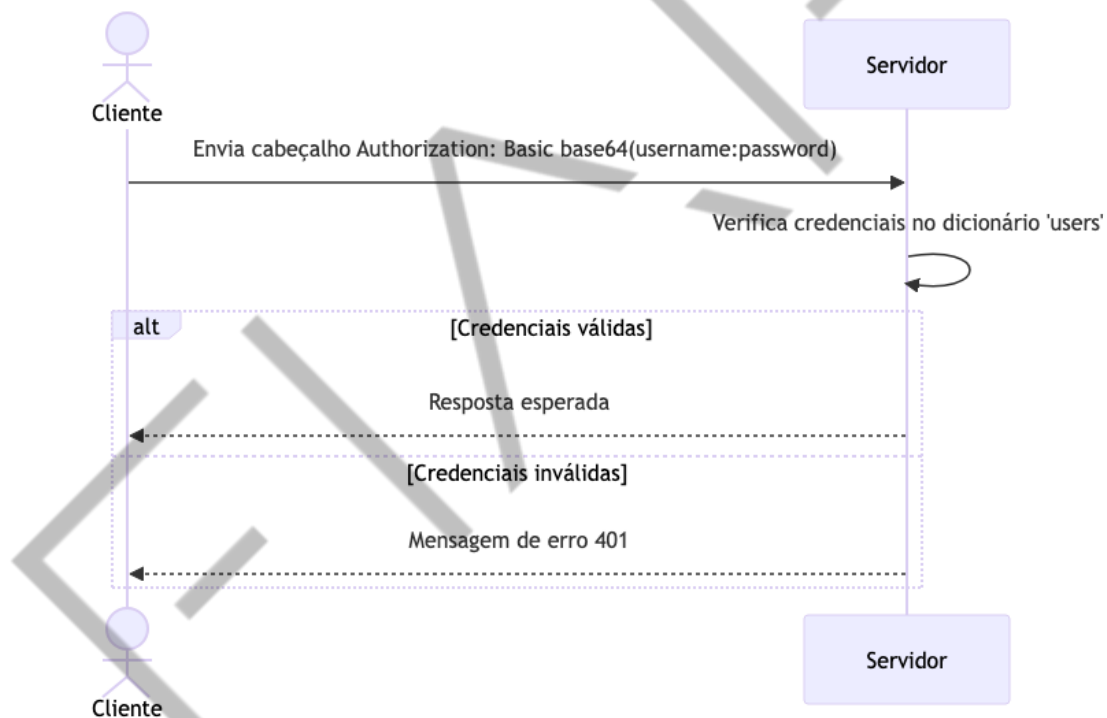 Cliente
Servidor
Envia cabeçalho Authorization: Basic base64(username:password)
Verifica credenciais no dicionário 'users'
alt
[Credenciais válidas]
Resposta esperada
[Credenciais inválidas]
Mensagem de erro 401
Cliente
Servidor